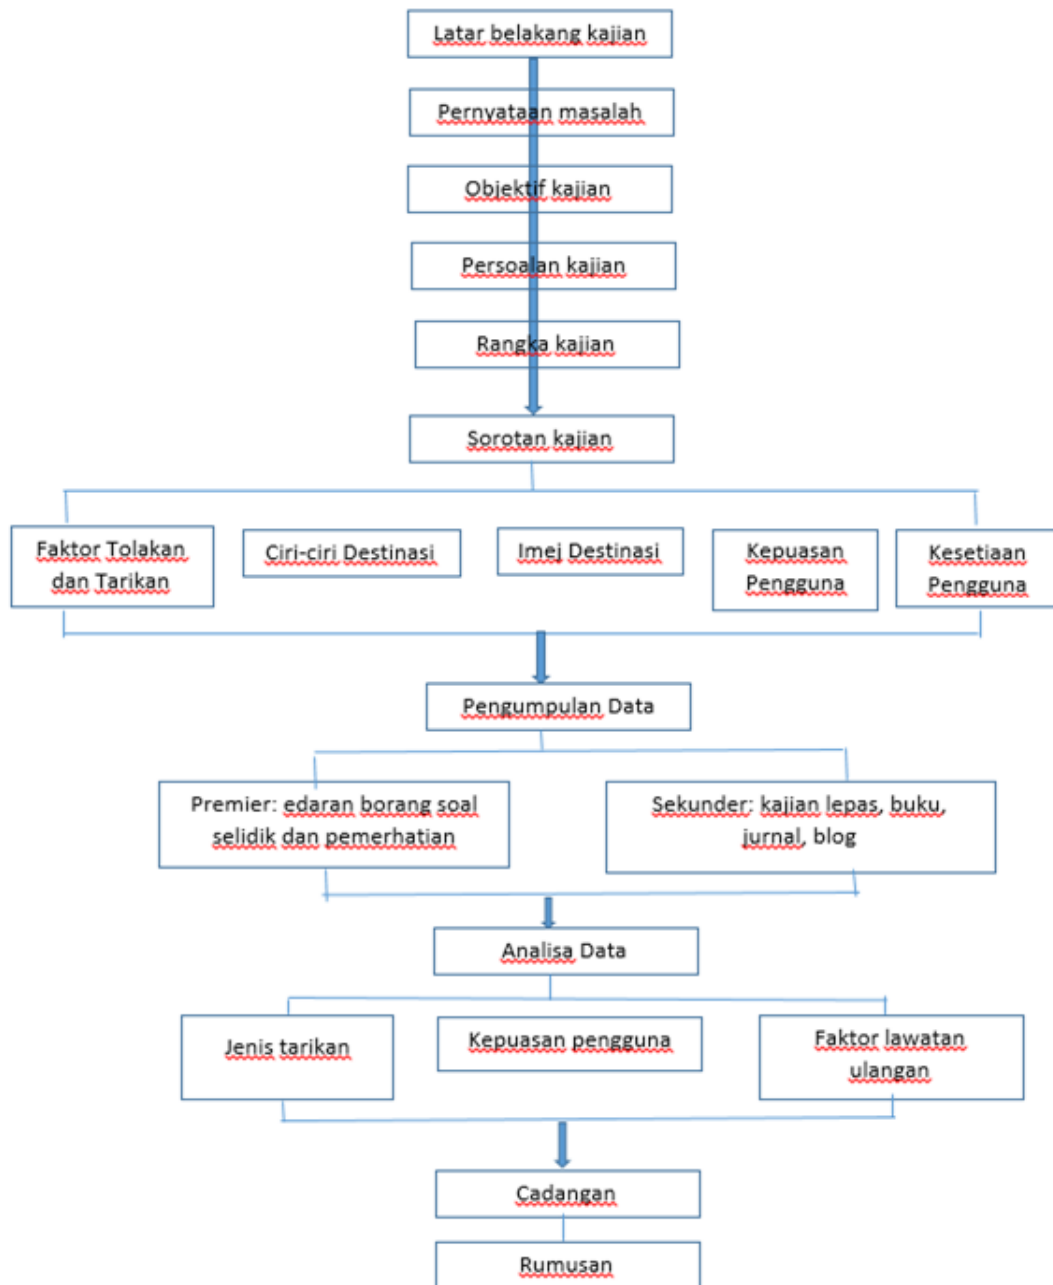 Latar belakang kajian
Pernyataan masalah
Objektif kajian
Persoalan kajian
Rangka kajian
Sorotan kajian
Faktor Tolakan
dan Tarikan
Ciri-ciri Destinasi
Imej Destinasi
Kepuasan
Pengguna
Kesetiaan
Pengguna
Pengumpulan Data
Premier: edaran borang soal
selidik dan pemerhatian
Sekunder: kajian lepas, buku,
jurnal, blog
Analisa Data
Jenis tarikan
Kepuasan pengguna
Faktor lawatan
ulangan
Cadangan
Rumusan